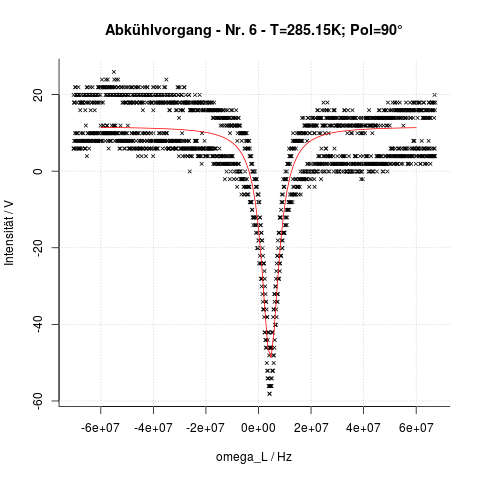 Abkühlvorgang - Nr. 6 - T=285.15K; Pol=90°
Intensität / V
20
0
-20
-40
-60
-6e+07 -4e+07 -2e+07 0e+00 2e+07 4e+07 6e+07
omega_L / Hz